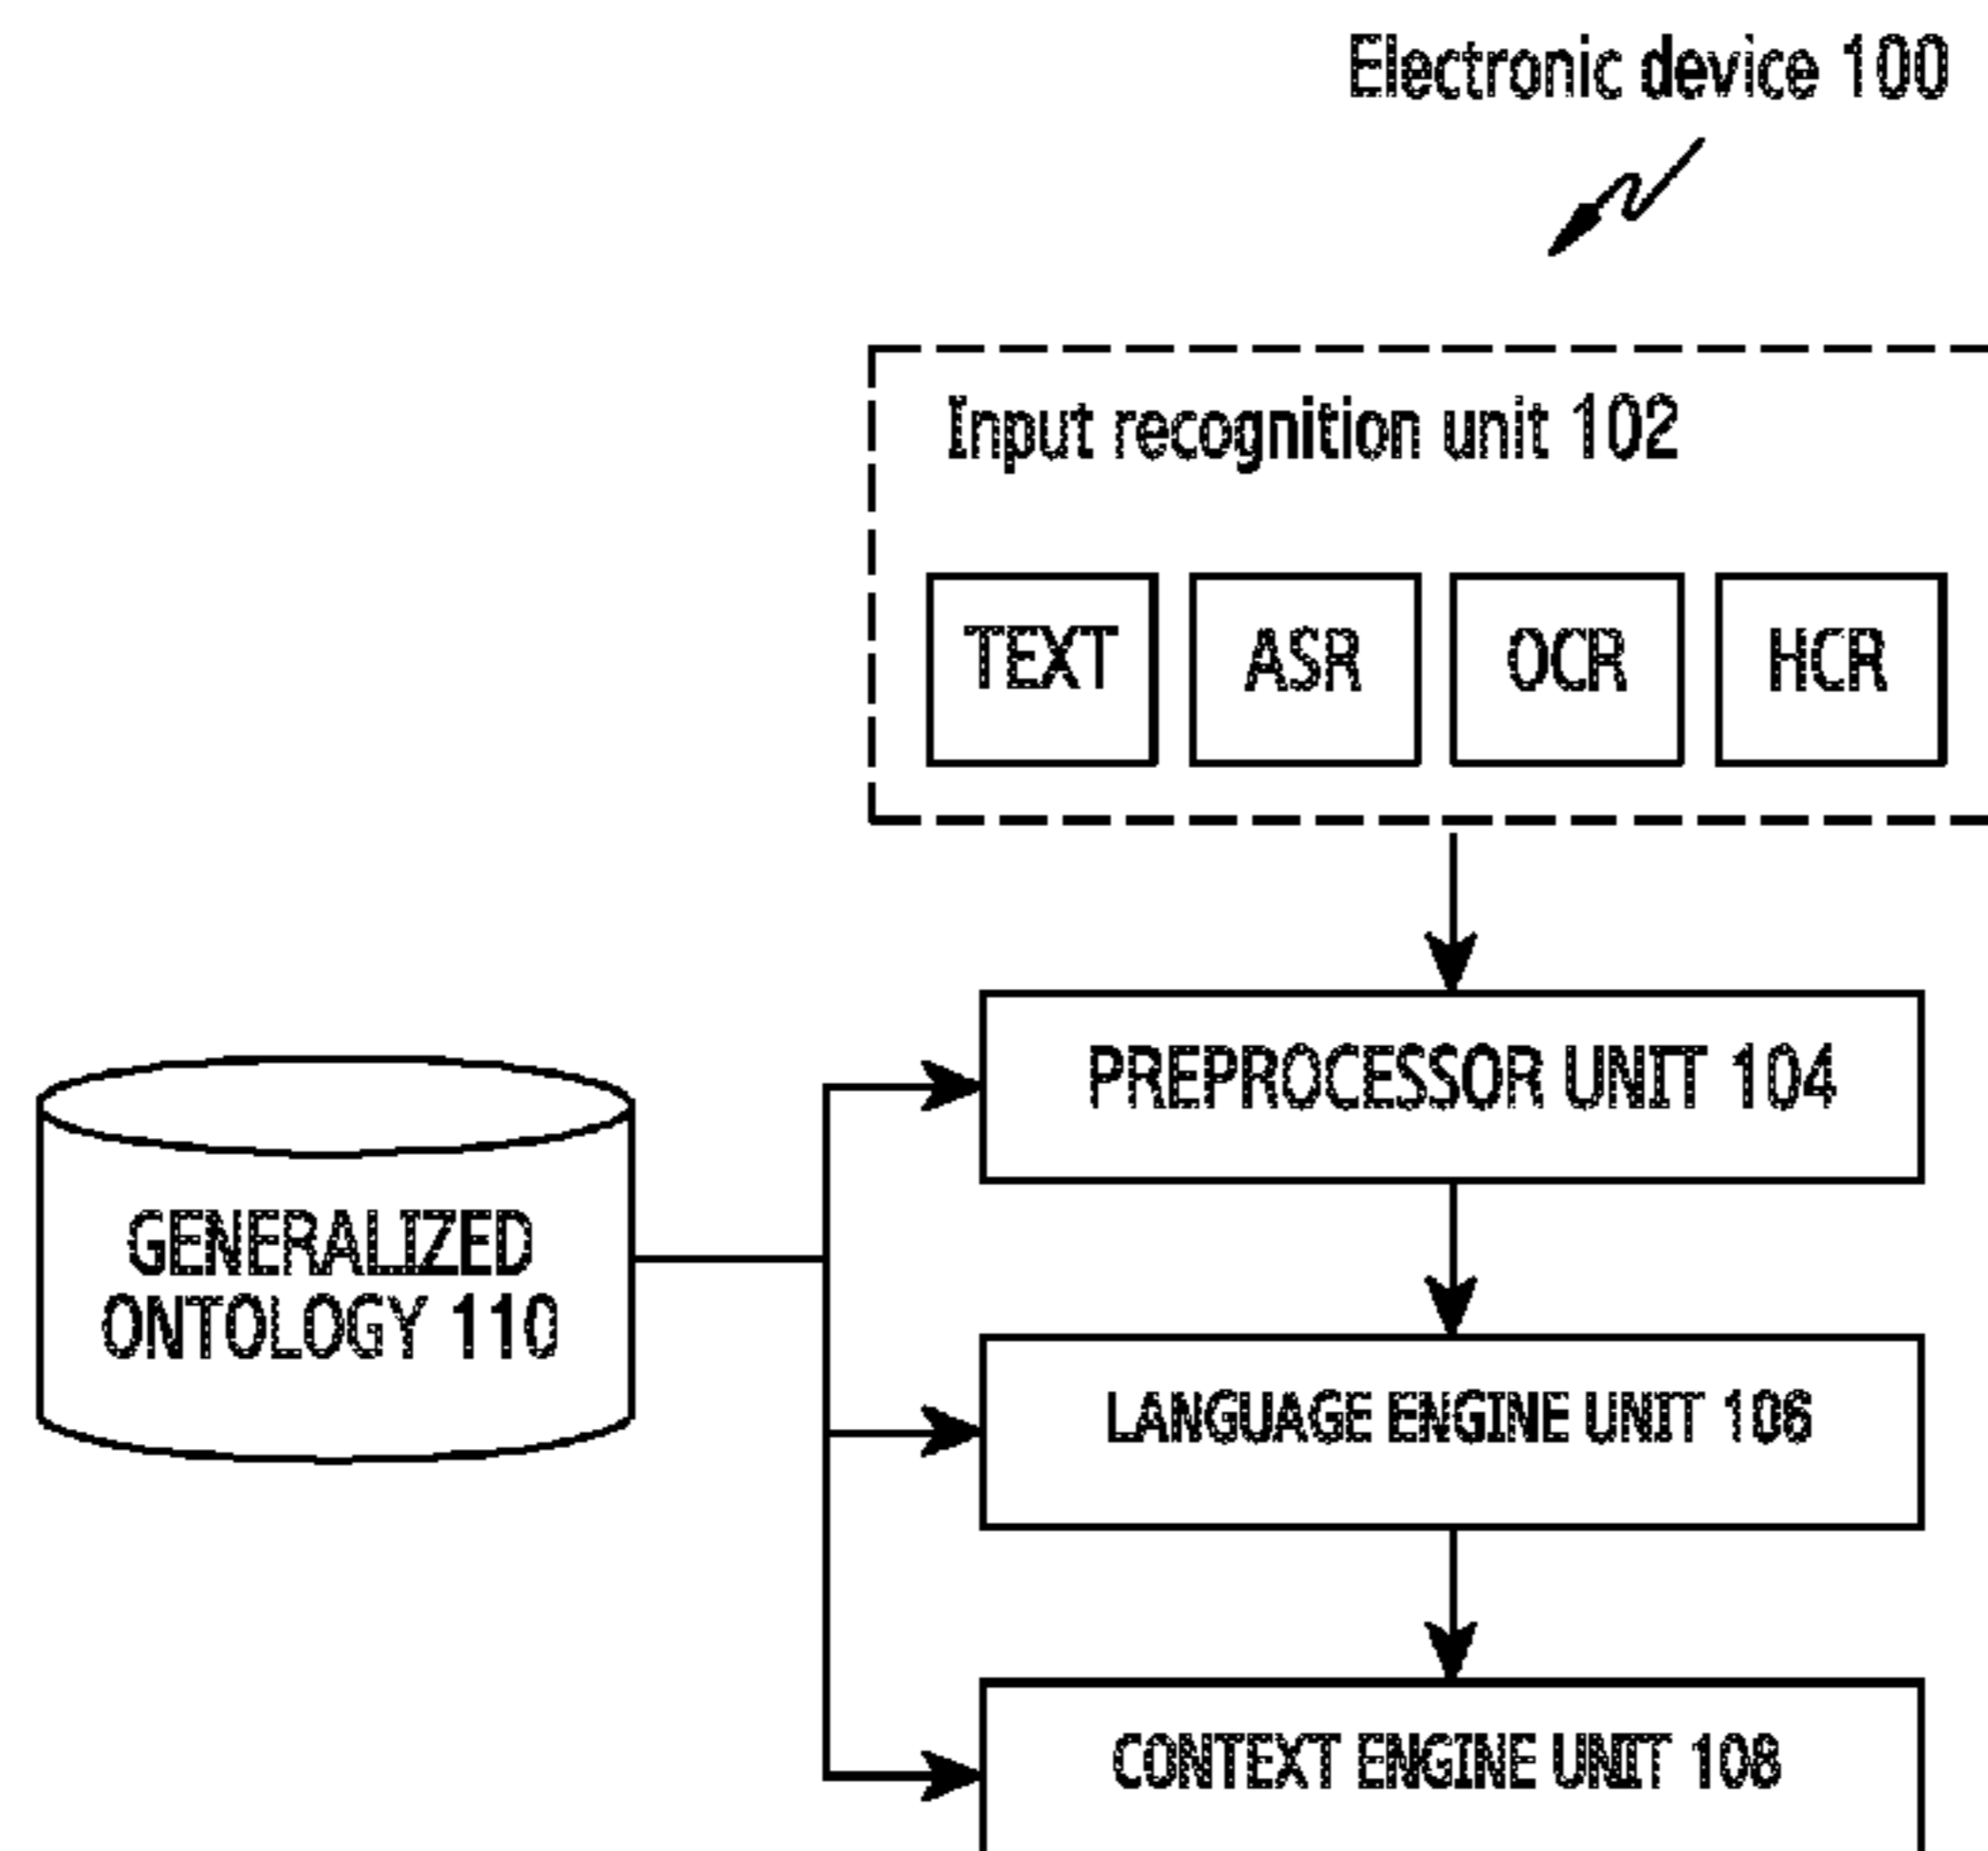 Electronic device 100
Input recognition unit 102
TEXT ASR OCR HCR
PREPROCESSOR UNIT 104
GENERALIZED
ONTOLOGY 110
LANGUAGE ENGINE UNIT 106
CONTEXT ENGINE UNIT 108